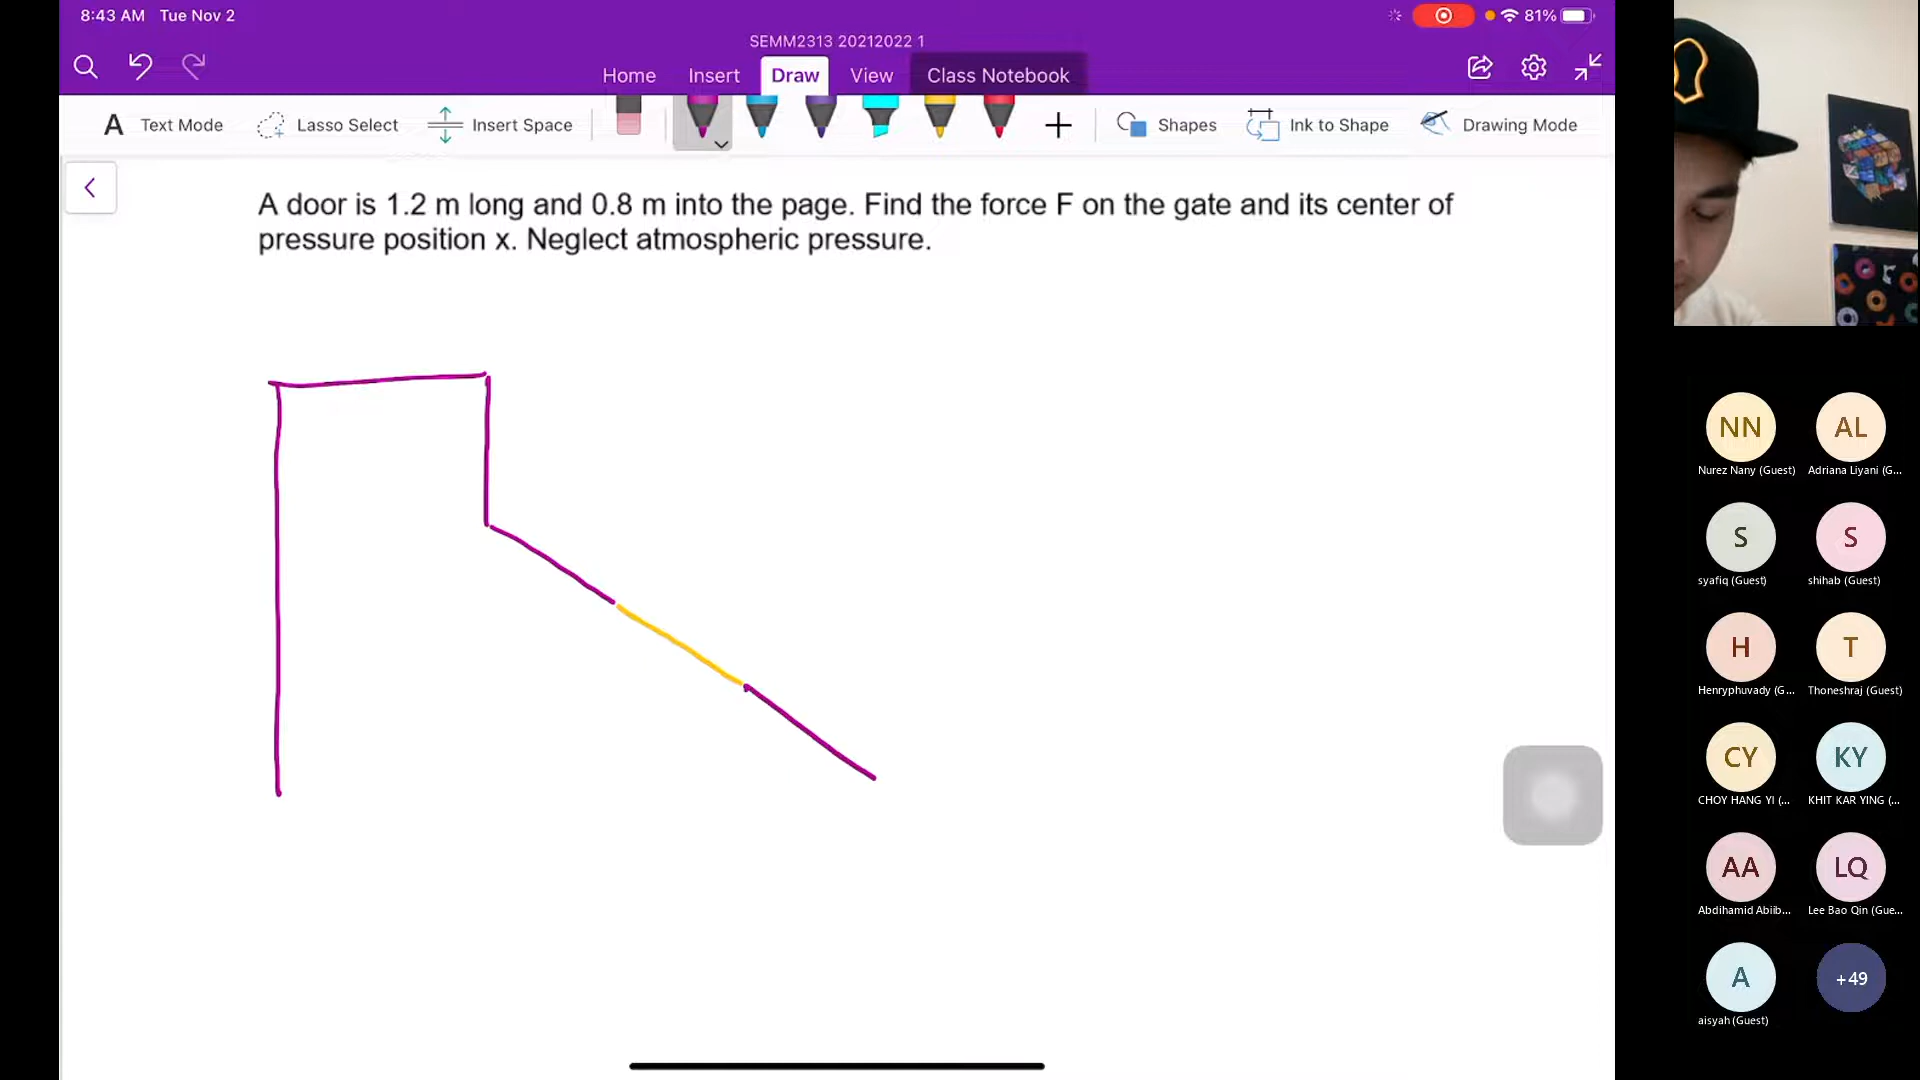 8:43 AM Tue Nov 2
81%
SEMM2313 20212022 1
Home Insert Draw View Class Notebook
A Text Mode Lasso Select Insert Space Shapes Ink to Shape Drawing Mode
A door is 1.2 m long and 0.8 m into the page. Find the force F on the gate and its center of
pressure position x. Neglect atmospheric pressure.
NN AL
Nurez Nany (Guest) Adriana Liyani (G...
S S
syafiq (Guest) shihab (Guest)
H T
Henryphuvady (G... Thoneshraj (Guest)
CY KY
CHOY HANG YI (... KHIT KAR YING (...
AA LQ
Abdihamid Abiib... Lee Bao Qin (Gue...
A +49
aisyah (Guest)